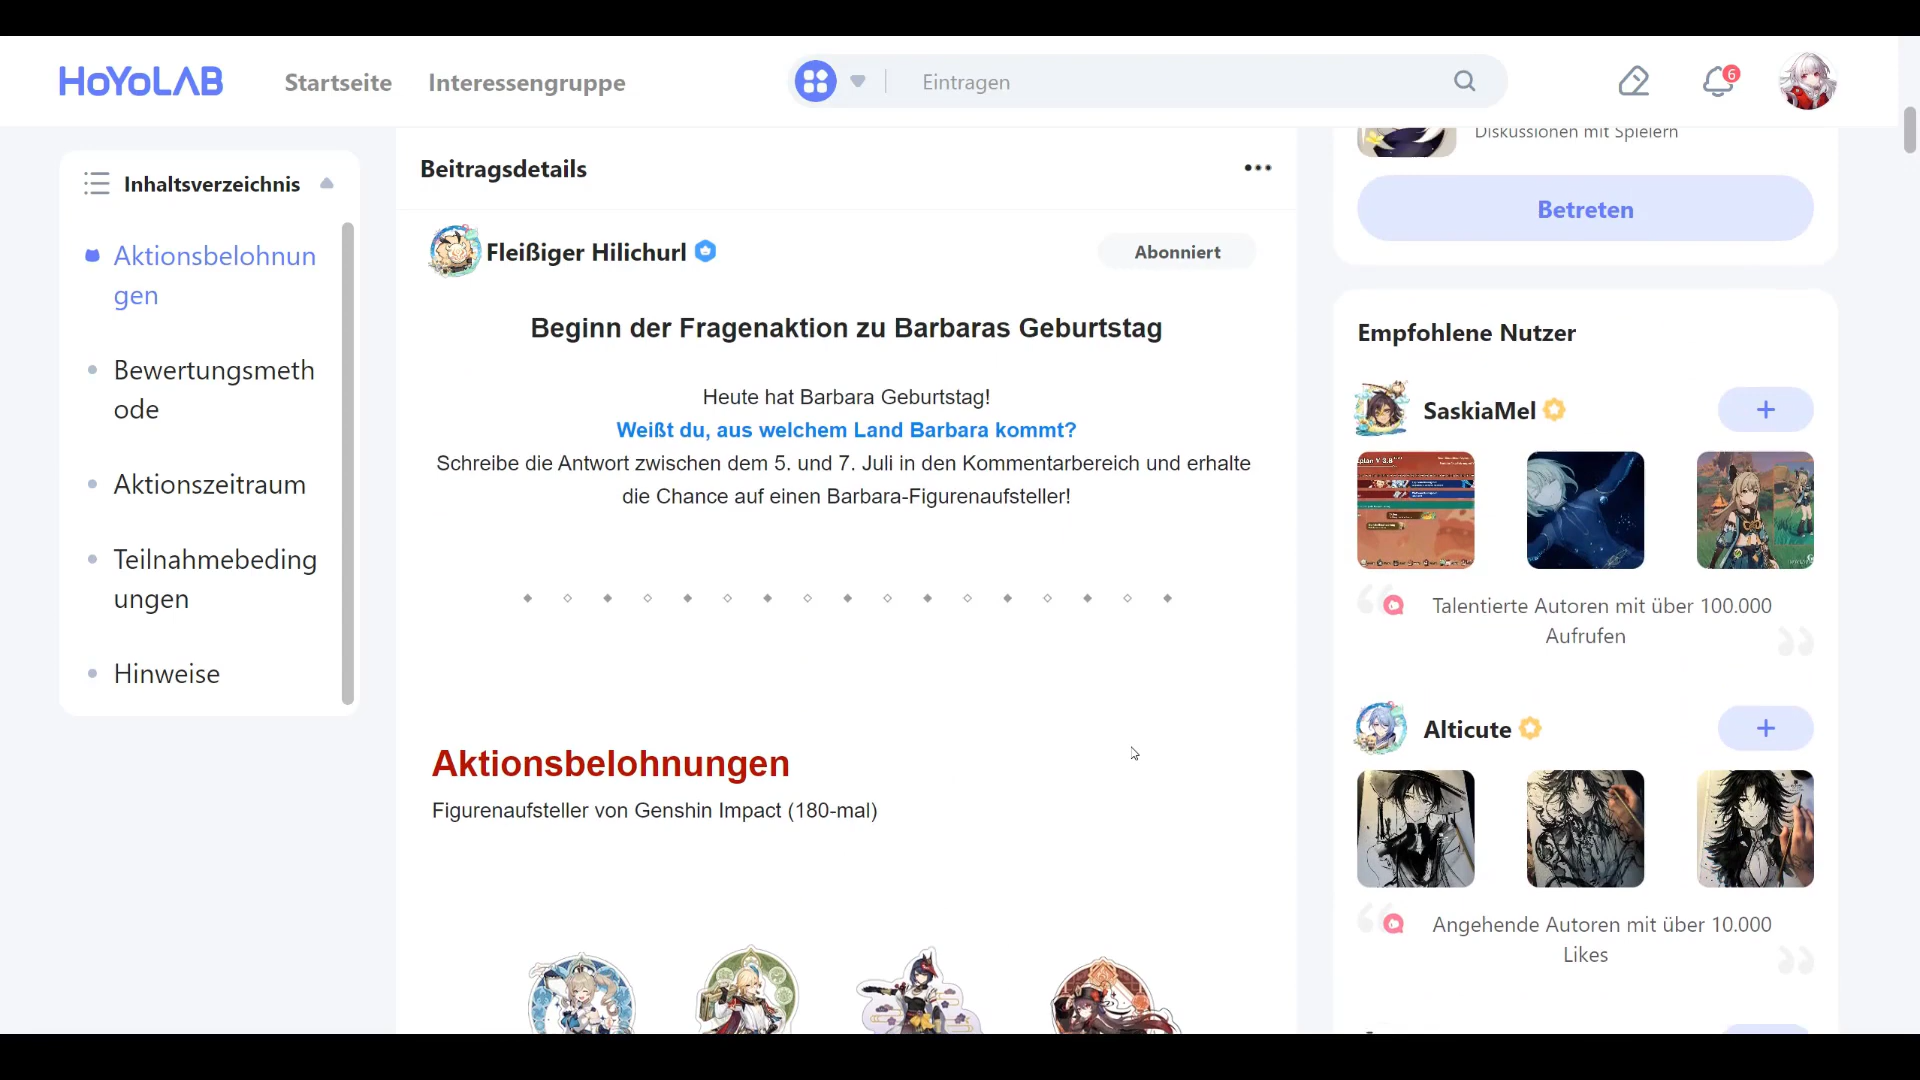 HoYoLAB
Startseite
Interessengruppe
Eintragen
6
Inhaltsverzeichnis
Aktionsbelohnun
gen
Bewertungsmeth
ode
Aktionszeitraum
Teilnahmebeding
ungen
Hinweise
Beitragsdetails
Fleißiger Hilichurl
Abonniert
Beginn der Fragenaktion zu Barbaras Geburtstag
Heute hat Barbara Geburtstag!
Weißt du, aus welchem Land Barbara kommt?
Schreibe die Antwort zwischen dem 5. und 7. Juli in den Kommentarbereich und erhalte
die Chance auf einen Barbara-Figurenaufsteller!
Aktionsbelohnungen
Figurenaufsteller von Genshin Impact (180-mal)
Diskussionen mit Spielern
Betreten
Empfohlene Nutzer
SaskiaMel
Talentierte Autoren mit über 100.000
Aufrufen
Alticute
Angehende Autoren mit über 10.000
Likes